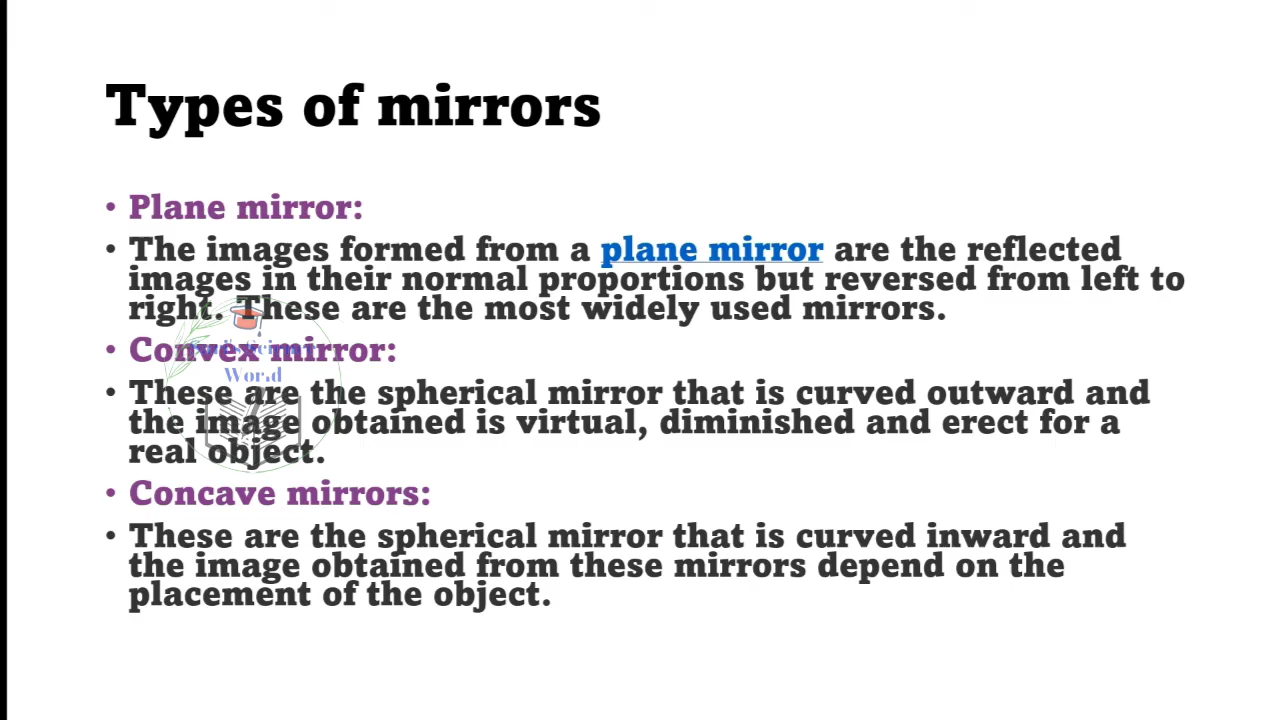 Types of mirrors
• Plane mirror:
• The images formed from a plane mirror are the reflected
images in their normal proportions but reversed from left to
right. These are the most widely used mirrors.
• Convex mirror:
• These are the spherical mirror that is curved outward and
the image obtained is virtual, diminished and erect for a
real object.
• Concave mirrors:
• These are the spherical mirror that is curved inward and
the image obtained from these mirrors depend on the
placement of the object.
Science
World